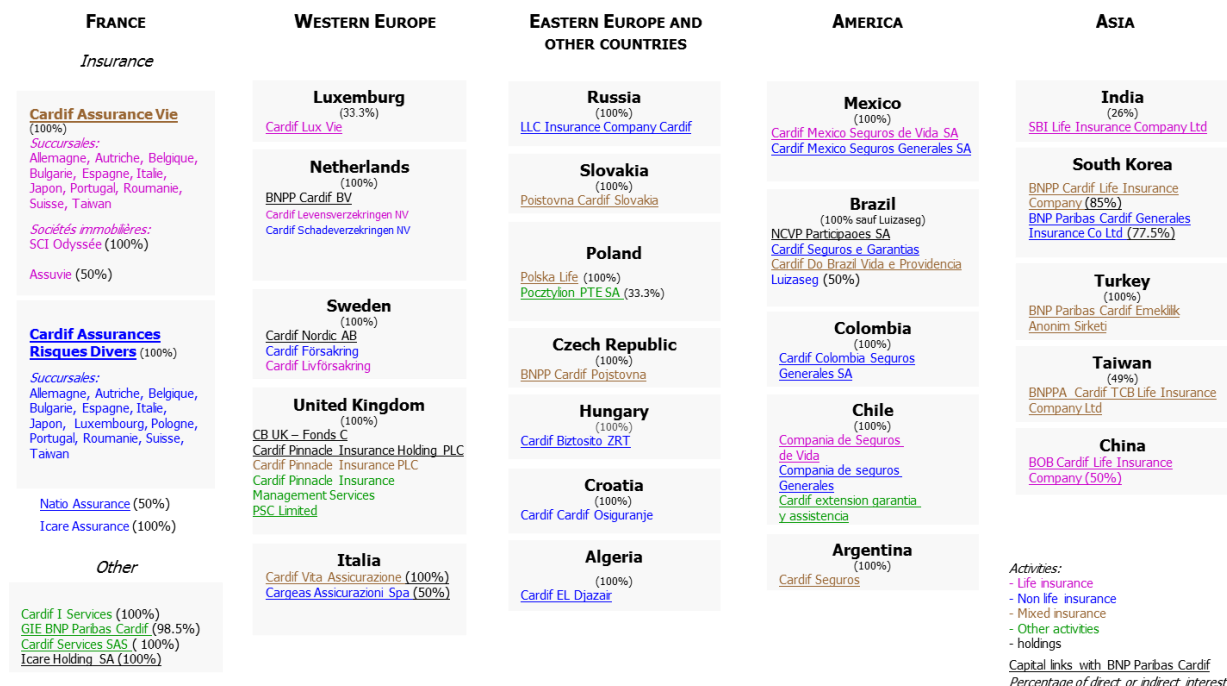 FRANCE
Insurance
Cardif Assurance Vie
(100%)
Succursales:
Allemagne, Autriche, Belgique,
Bulgarie, Espagne, Italie,
Japon, Portugal, Roumanie,
Suisse, Taiwan
Sociétés immobilières:
SCI Odyssée (100%)
Assuvie (50%)
Cardif Assurances
Risques Divers (100%)
Succursales:
Allemagne, Autriche, Belgique,
Bulgarie, Espagne, Italie,
Japon, Luxembourg, Pologne,
Portugal, Roumanie, Suisse,
Taiwan
Natio Assurance (50%)
Icare Assurance (100%)
Other
Cardif I Services (100%)
GIE BNP Paribas Cardif (98.5%)
Cardif Services SAS ( 100%)
Icare Holding SA (100%)
WESTERN EUROPE
Luxemburg
(33.3%)
Cardif Lux Vie
Netherlands
(100%)
BNPP Cardif BV
Cardif Levensverzekringen NV
Cardif Schadeverzekringen NV
Sweden
(100%)
Cardif Nordic AB
Cardif Försakring
Cardif Livförsakring
United Kingdom
(100%)
CB UK – Fonds C
Cardif Pinnacle Insurance Holding PLC
Cardif Pinnacle Insurance PLC
Cardif Pinnacle Insurance
Management Services
PSC Limited
Italia
Cardif Vita Assicurazione (100%)
Cargeas Assicurazioni Spa (50%)
EASTERN EUROPE AND
OTHER COUNTRIES
Russia
(100%)
LLC Insurance Company Cardif
Slovakia
(100%)
Poistovna Cardif Slovakia
Poland
Polska Life (100%)
Pocztylion PTE SA (33.3%)
Czech Republic
(100%)
BNPP Cardif Pojstovna
Hungary
(100%)
Cardif Biztosito ZRT
Croatia
(100%)
Cardif Cardif Osiguranje
Algeria
(100%)
Cardif EL Djazair
AMERICA
Mexico
(100%)
Cardif Mexico Seguros de Vida SA
Cardif Mexico Seguros Generales SA
Brazil
(100% sauf Luizaseg)
NCVP Participaoes SA
Cardif Seguros e Garantias
Cardif Do Brazil Vida e Providencia
Luizaseg (50%)
Colombia
(100%)
Cardif Colombia Seguros
Generales SA
Chile
(100%)
Compania de Seguros
de Vida
Compania de seguros
Generales
Cardif extension garantia
y assistencia
Argentina
(100%)
Cardif Seguros
ASIA
India
(26%)
SBI Life Insurance Company Ltd
South Korea
BNPP Cardif Life Insurance
Company (85%)
BNP Paribas Cardif Generales
Insurance Co Ltd (77.5%)
Turkey
(100%)
BNP Paribas Cardif Emeklilik
Anonim Sirketi
Taiwan
(49%)
BNPPA Cardif TCB Life Insurance
Company Ltd
China
BOB Cardif Life Insurance
Company (50%)
Activities:
- Life insurance
- Non life insurance
- Mixed insurance
- Other activities
- holdings
Capital links with BNP Paribas Cardif
Percentage of direct or indirect interest